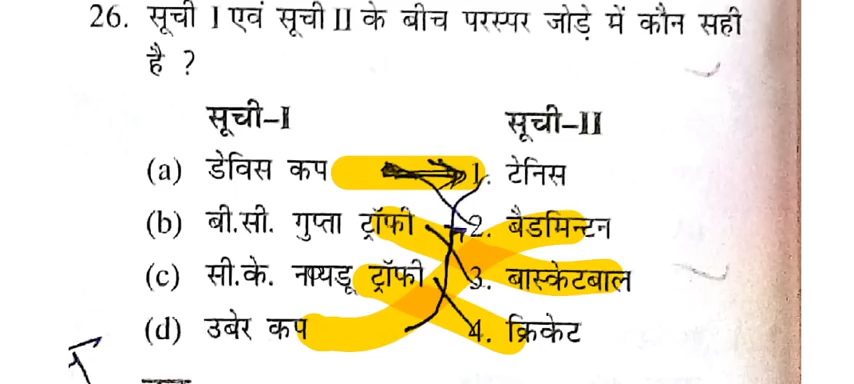 26. सूची I एवं सूची II के बीच परस्पर जोड़े में कौन सही
है ?
सूची-I सूची-II
(a) डेविस कप 1. टेनिस
(b) बी.सी. गुप्ता ट्रॉफी 2. बैडमिन्टन
(c) सी.के. नायडू ट्रॉफी 3. बास्केटबाल
(d) उबेर कप 4. क्रिकेट